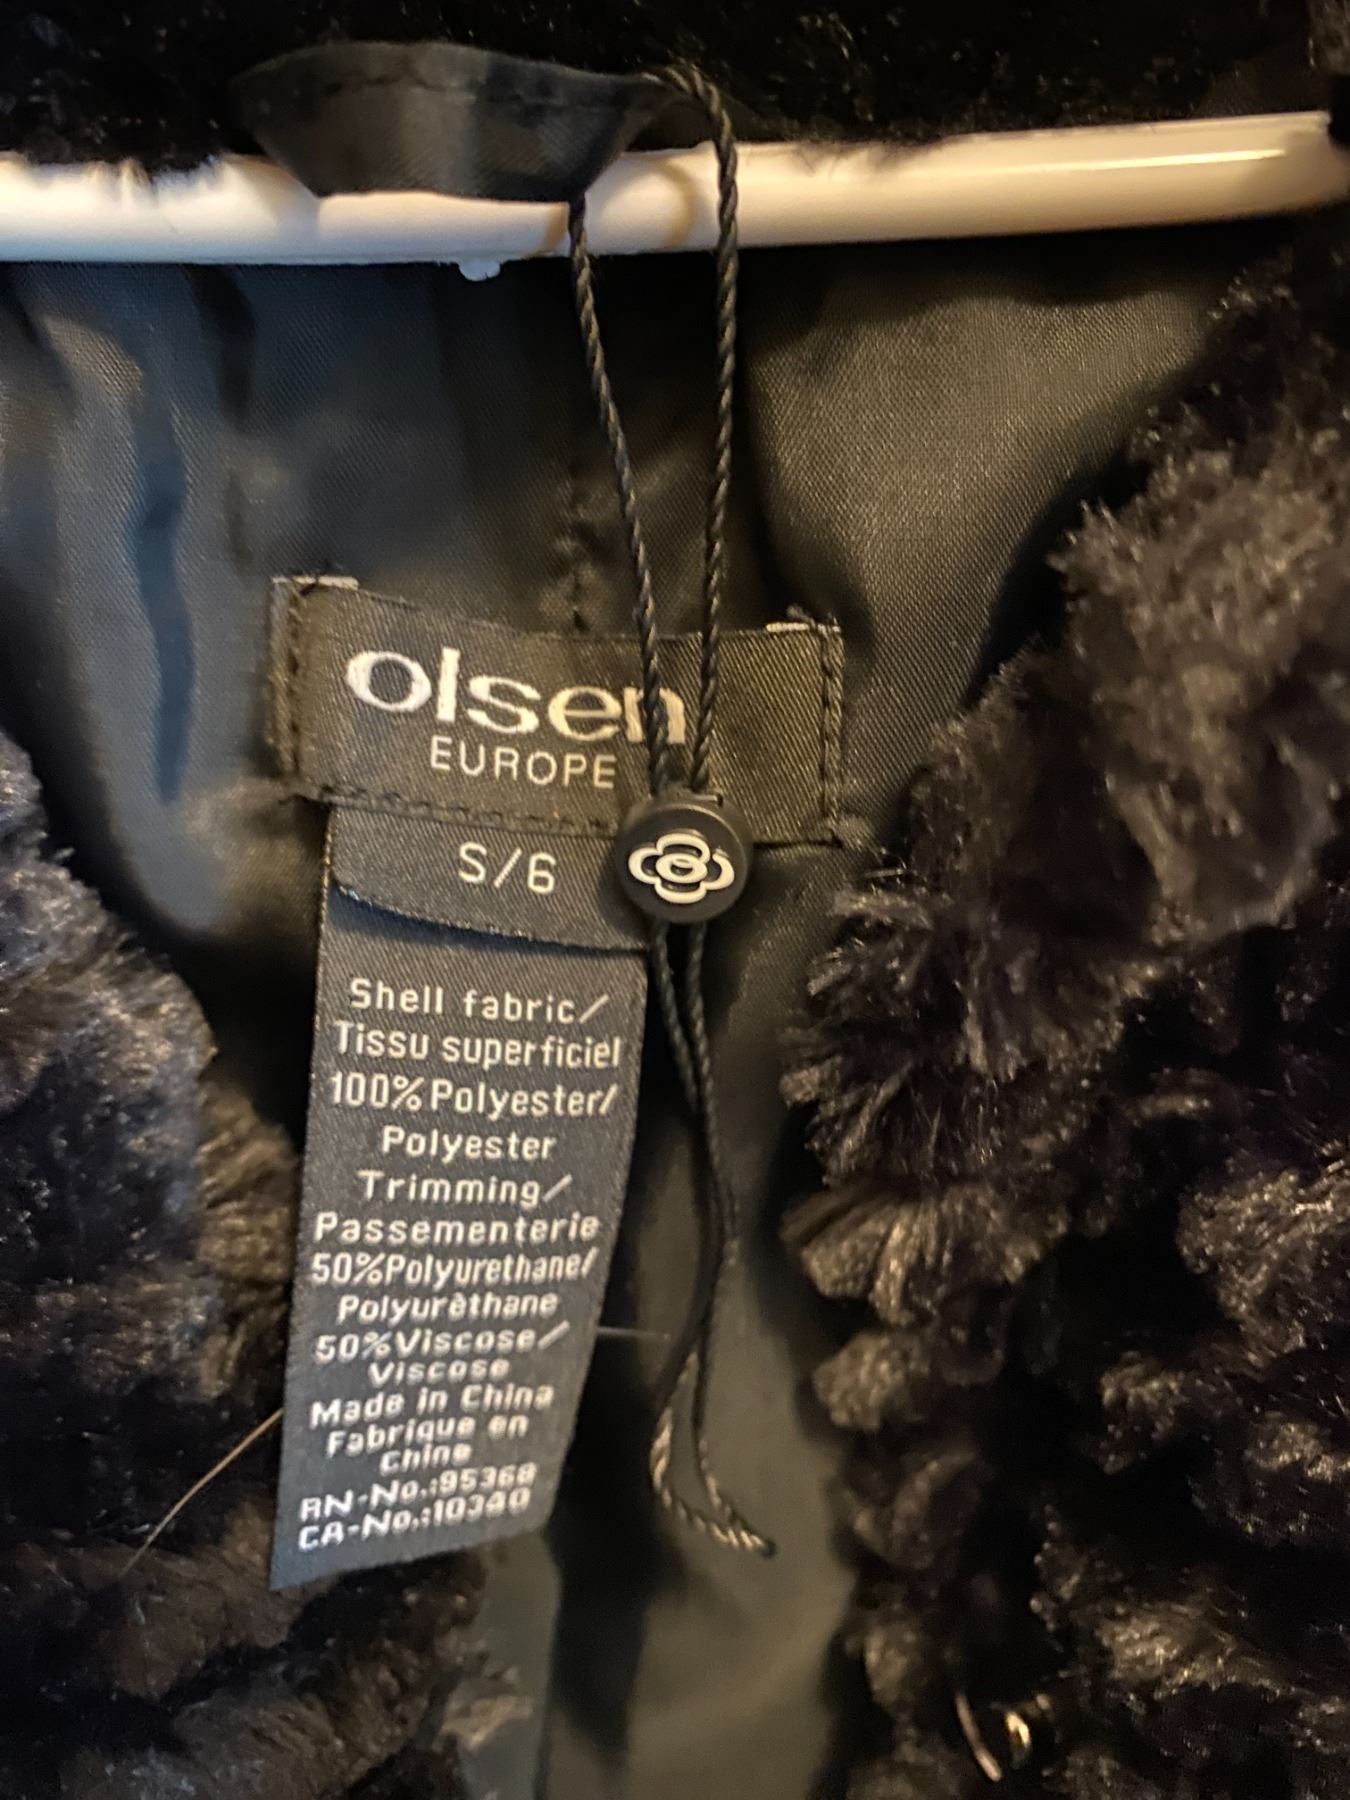 olsen
EUROPE
S/6
Shell fabric/
Tissu superficiel
100%Polyester/
Polyester
Trimming/
Passementerie
50%Polyurethane/
Polyurèthane
50%Viscose/
Viscose
Made in China
Fabrique en
Chine
RN-No.:95368
CA-No.:10340